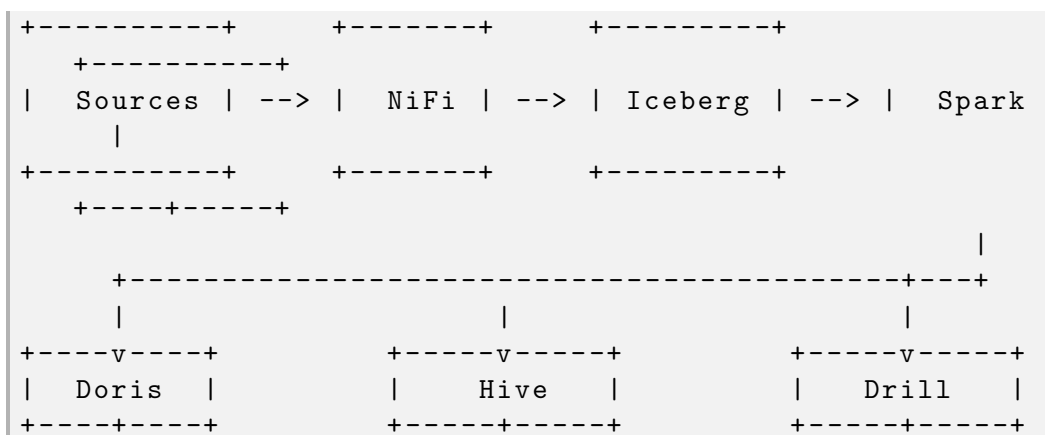 +----------+      +-------+      +---------+
   +----------+
|  Sources | --> |  NiFi | --> | Iceberg | --> |  Spark
     |
+----------+      +-------+      +---------+
   +----+-----+
                                                    |
     +------------------------------------------+---+
     |                    |                     |
+----v----+         +-----v-----+         +-----v-----+
|  Doris  |         |    Hive   |         |   Drill   |
+----+----+         +-----+-----+         +-----+-----+